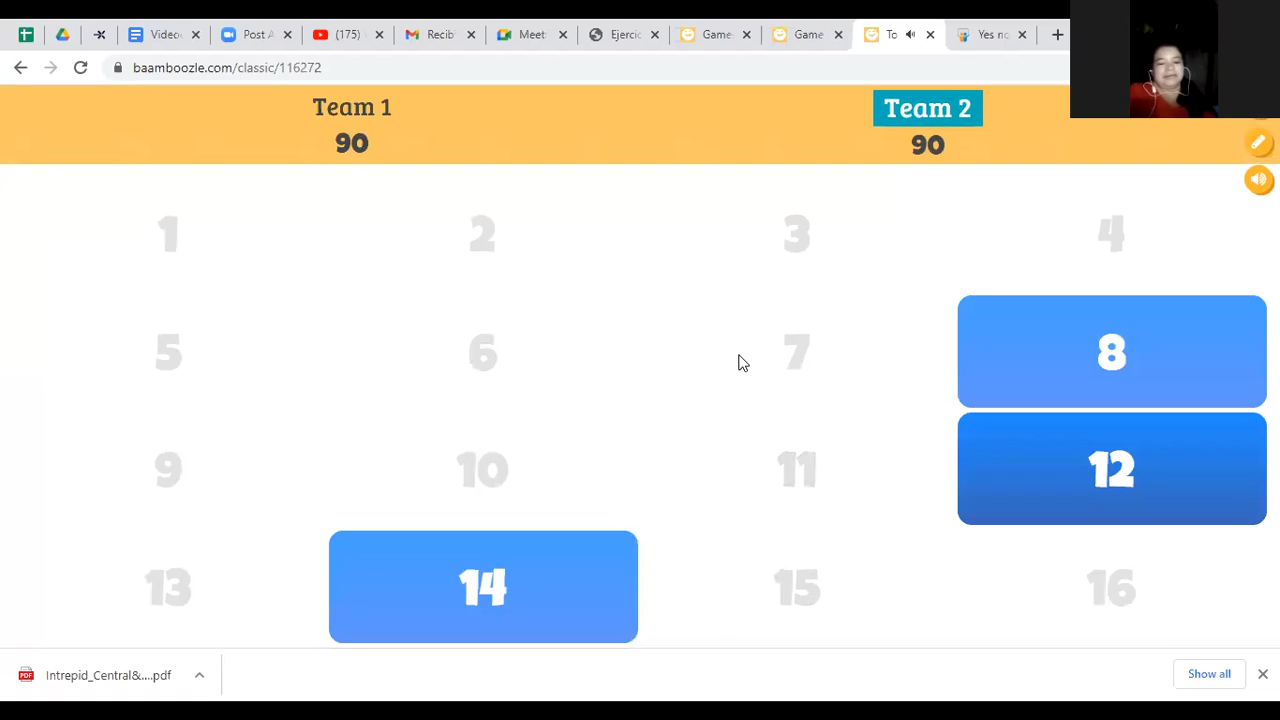 Video
Post A
(175)
Recib
Meet
Ejercic
Game
Game
To
Yes no
baamboozle.com/classic/116272
Team 1
Team 2
90
90
1 2 3 4
5 6 7 8
9 10 11 12
13 14 15 16
Intrepid_Central&....pdf
Show all